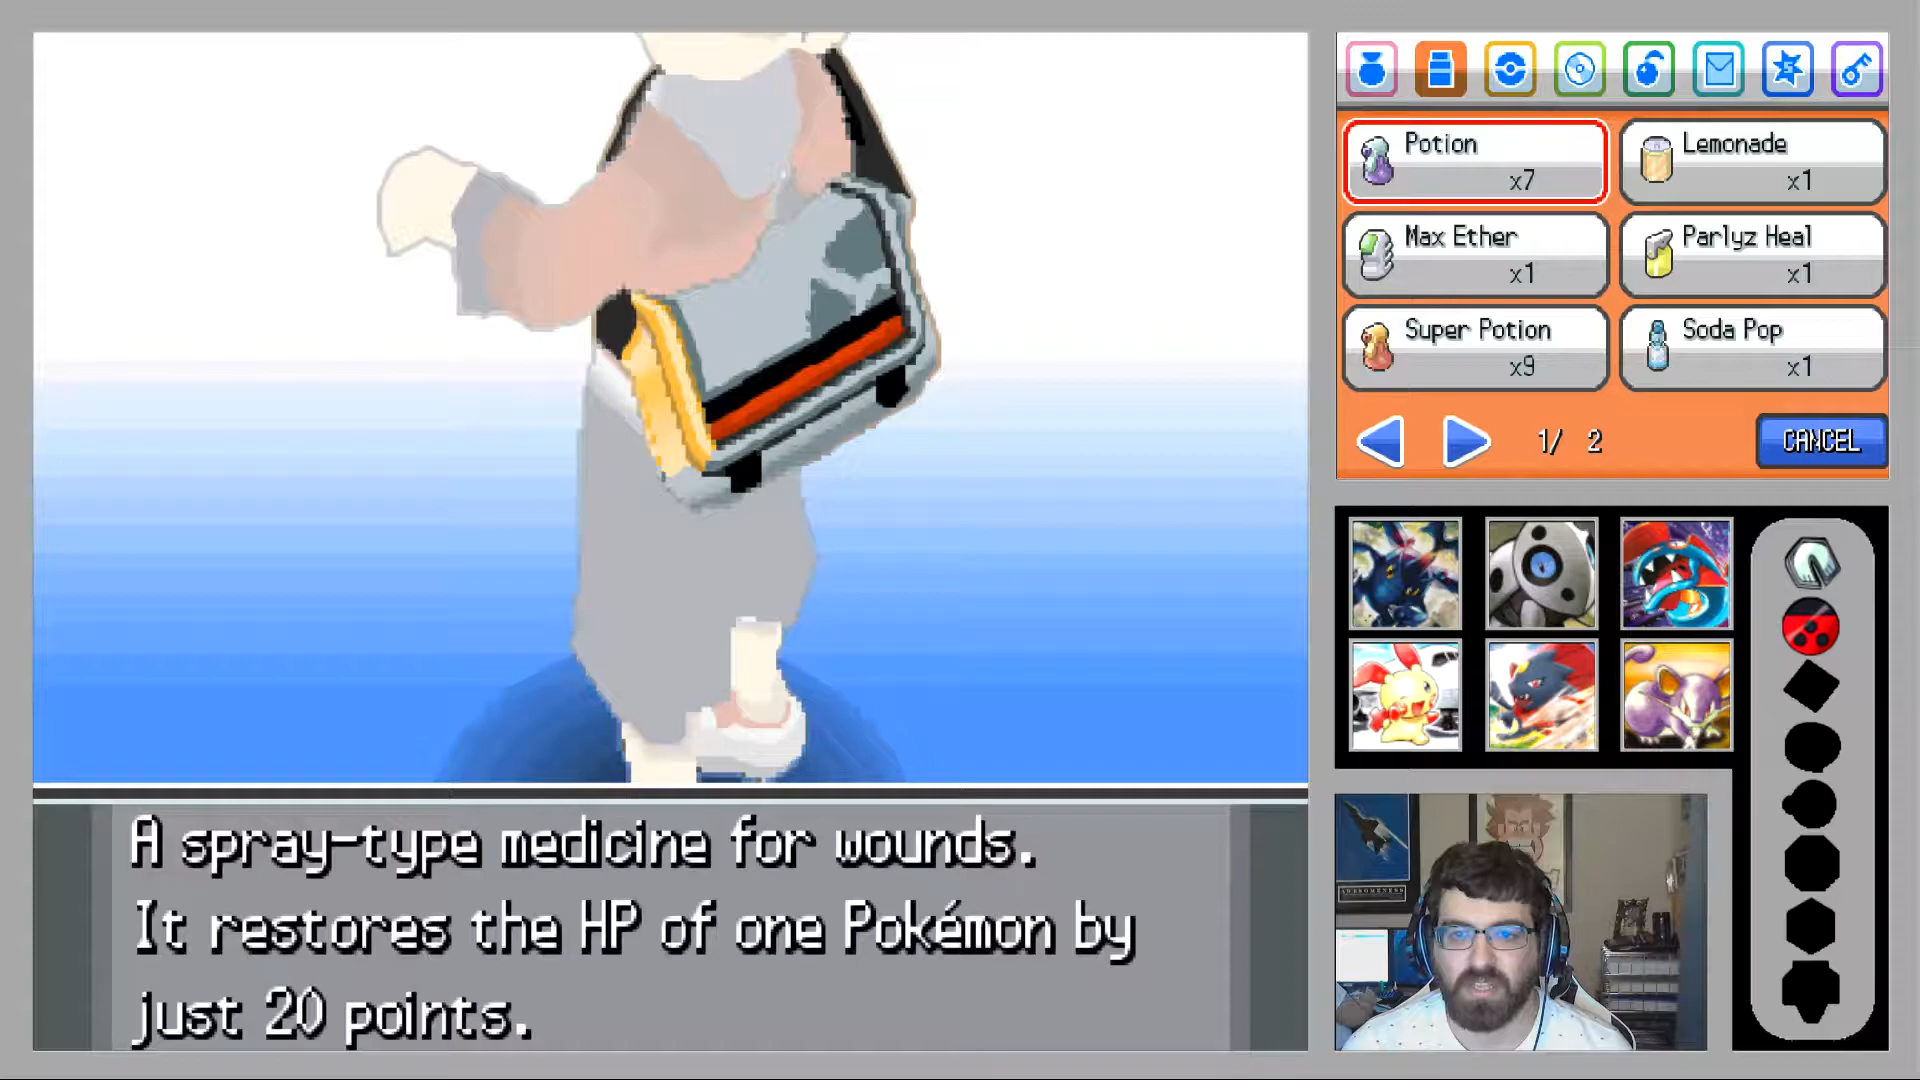 Potion
x7
Lemonade
x1
Max Ether
x1
Parlyz Heal
x1
Super Potion
x9
Soda Pop
x1
1/ 2
CANCEL
A spray-type medicine for wounds.
It restores the HP of one Pokémon by
just 20 points.
AWESOMENESS